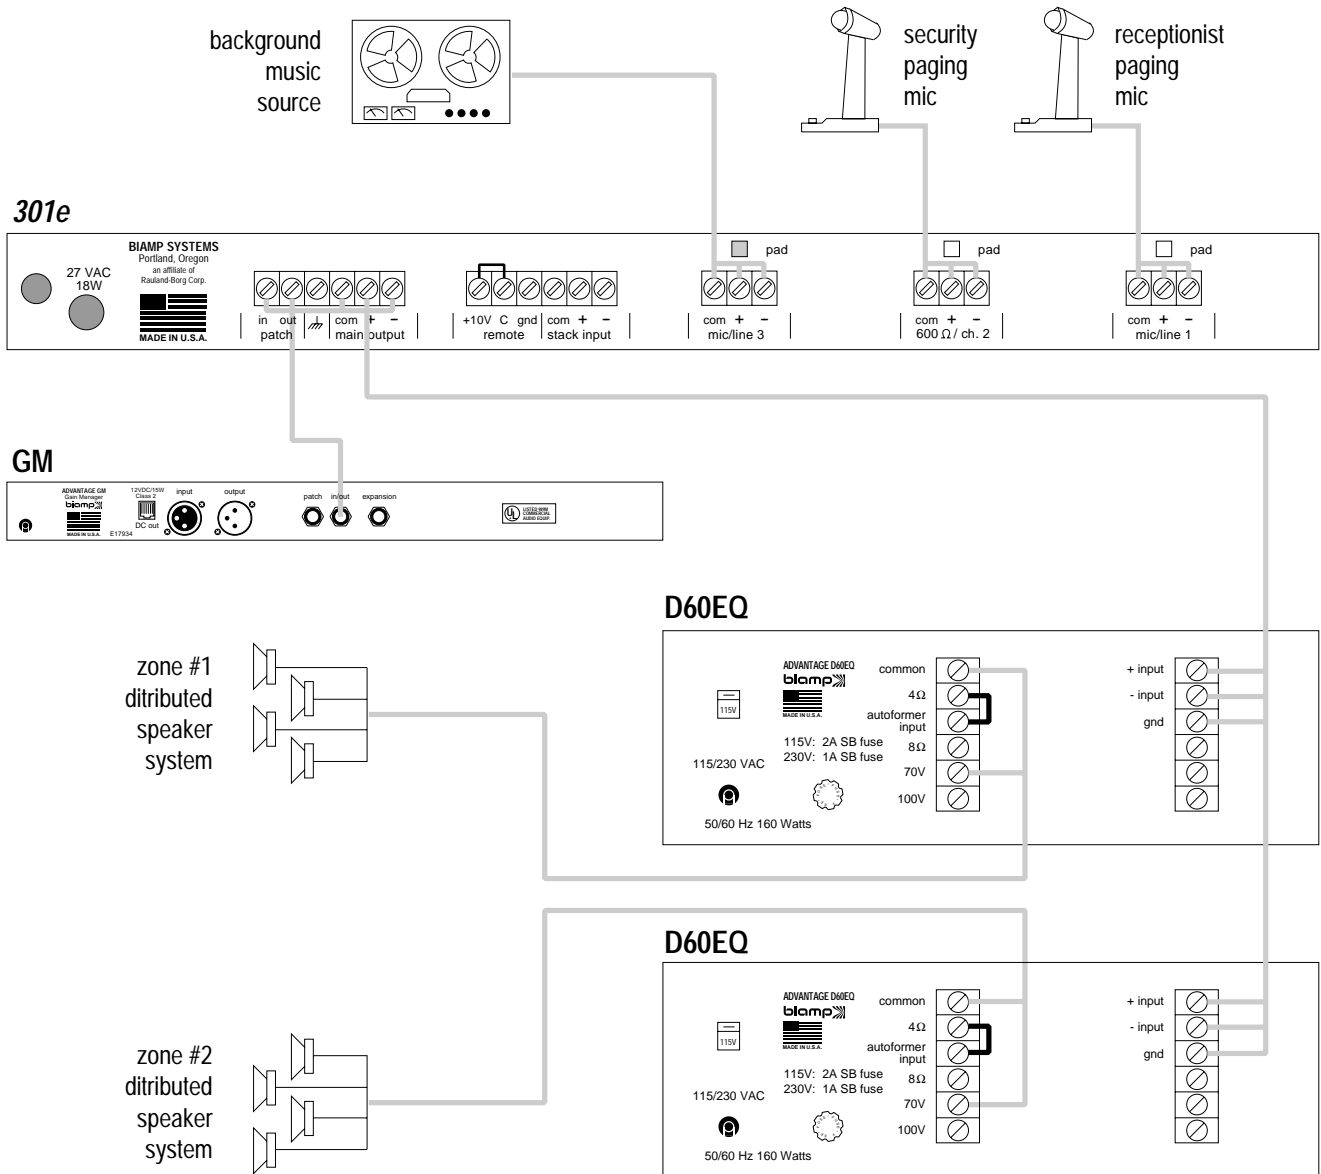 background
music
source
security
paging
mic
receptionist
paging
mic
301e
27 VAC
18W
BIAMP SYSTEMS
Portland, Oregon
an affiliate of
Rauland-Borg Corp.
MADE IN U.S.A.
in out com + -
patch main output
+10V C gnd com + -
remote stack input
pad
com + -
mic/line 3
pad
com + -
600 Ω / ch. 2
pad
com + -
mic/line 1
GM
ADVANTAGE GM
Gain Manager
biamp
MADE IN U.S.A.
E17934
12VDC/15W
Class 2
DC out
input
output
patch in/out expansion
UL
LISTED 98W
COMMERCIAL
AUDIO EQUIP.
zone #1
ditributed
speaker
system
D60EQ
115V
115/230 VAC
50/60 Hz 160 Watts
ADVANTAGE D60EQ
biamp
MADE IN U.S.A.
115V: 2A SB fuse
230V: 1A SB fuse
common
4Ω
autoformer
input
8Ω
70V
100V
+ input
- input
gnd
zone #2
ditributed
speaker
system
D60EQ
115V
115/230 VAC
50/60 Hz 160 Watts
ADVANTAGE D60EQ
biamp
MADE IN U.S.A.
115V: 2A SB fuse
230V: 1A SB fuse
common
4Ω
autoformer
input
8Ω
70V
100V
+ input
- input
gnd